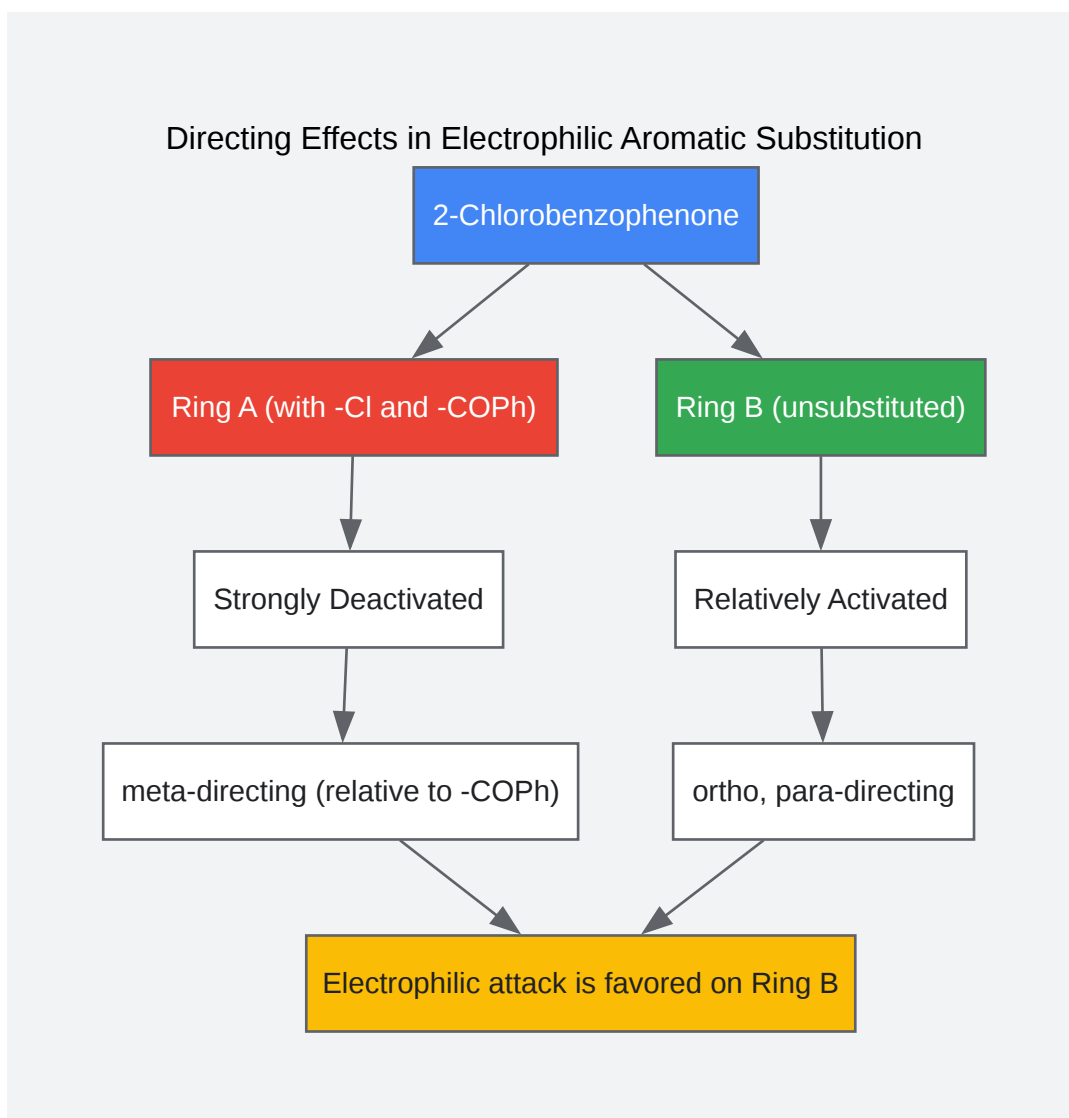 Directing Effects in Electrophilic Aromatic Substitution
2-Chlorobenzophenone
Ring A (with -Cl and -COPh)
Ring B (unsubstituted)
Strongly Deactivated
Relatively Activated
meta-directing (relative to -COPh)
ortho, para-directing
Electrophilic attack is favored on Ring B